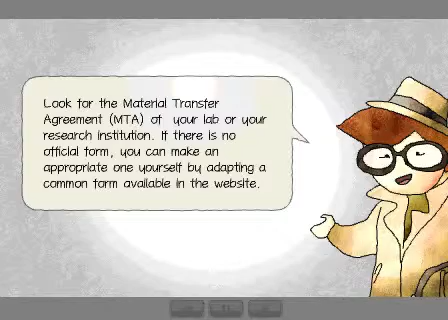 Look for the Material Transfer
Agreement (MTA) of your lab or your
research institution. If there is no
official form, you can make an
appropriate one yourself by adapting a
common form available in the website.